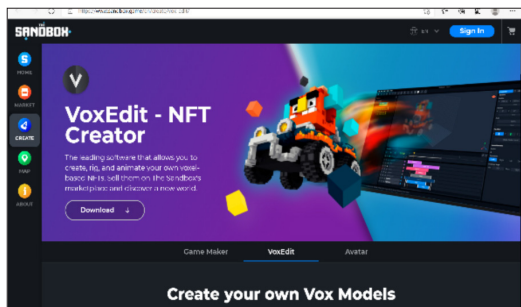 THE
SANDBOX
Sign In
HOME
MARKET
CREATE
MAP
ABOUT
VoxEdit - NFT
Creator
The leading software that allows you to
create, rig, and animate your own voxel-
based NFTs. Sell them on The Sandbox's
marketplace and discover a new world.
Download
Game Maker
VoxEdit
Avatar
Create your own Vox Models